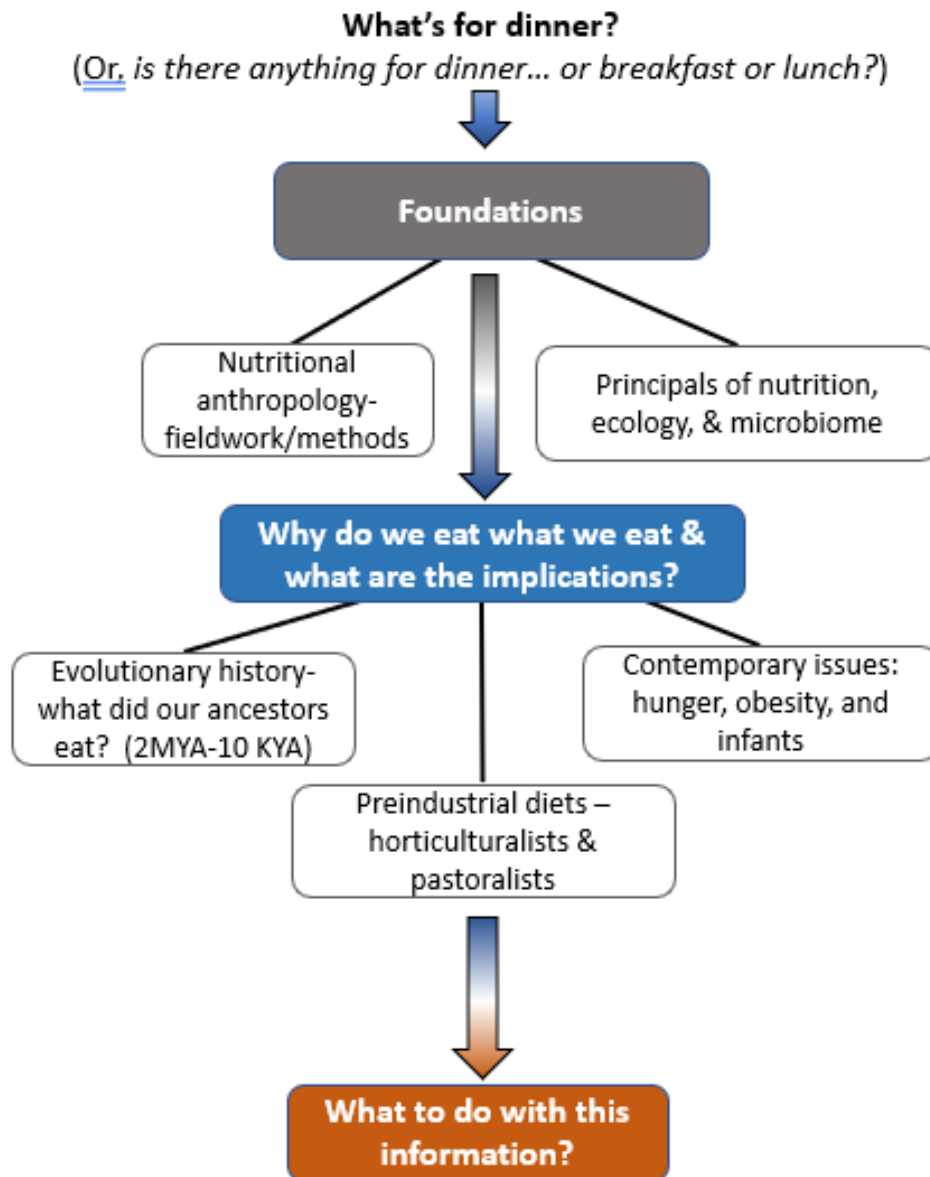 What’s for dinner?
(Or, is there anything for dinner... or breakfast or lunch?)
Foundations
Nutritional
anthropology-
fieldwork/methods
Principals of nutrition,
ecology, & microbiome
Why do we eat what we eat &
what are the implications?
Evolutionary history-
what did our ancestors
eat?  (2MYA-10 KYA)
Contemporary issues:
hunger, obesity, and
infants
Preindustrial diets –
horticulturalists &
pastoralists
What to do with this
information?